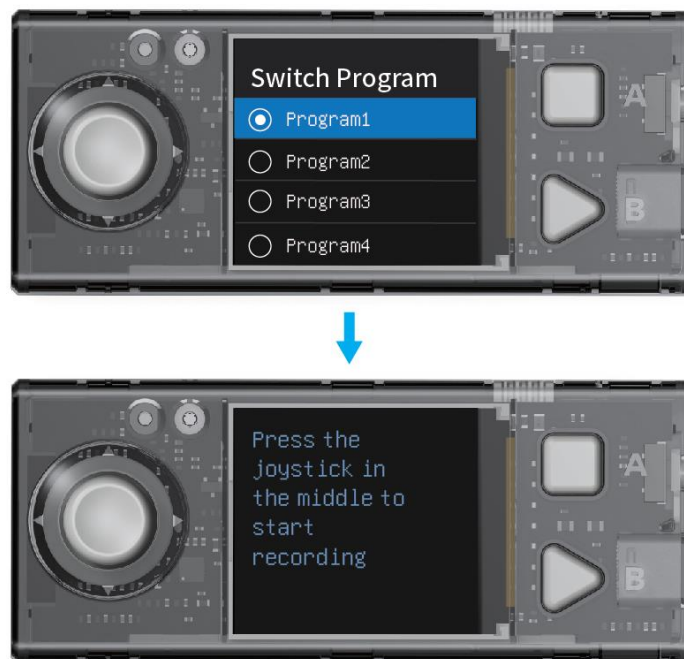 Switch Program
Program1
Program2
Program3
Program4
A
B
Press the
joystick in
the middle to
start
recording
A
B